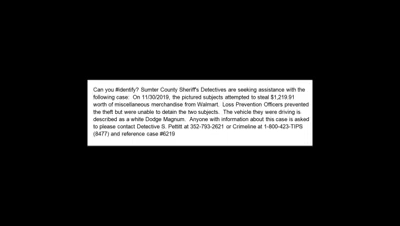 Can you #identify? Sumter County Sheriff's Detectives are seeking assistance with the
following case: On 11/30/2019, the pictured subjects attempted to steal $1,219.91
worth of miscellaneous merchandise from Walmart. Loss Prevention Officers prevented
the theft but were unable to detain the two subjects. The vehicle they were driving is
described as a white Dodge Magnum. Anyone with information about this case is asked
to please contact Detective S. Pettitt at 352-793-2621 or Crimeline at 1-800-423-TIPS
(8477) and reference case #6219